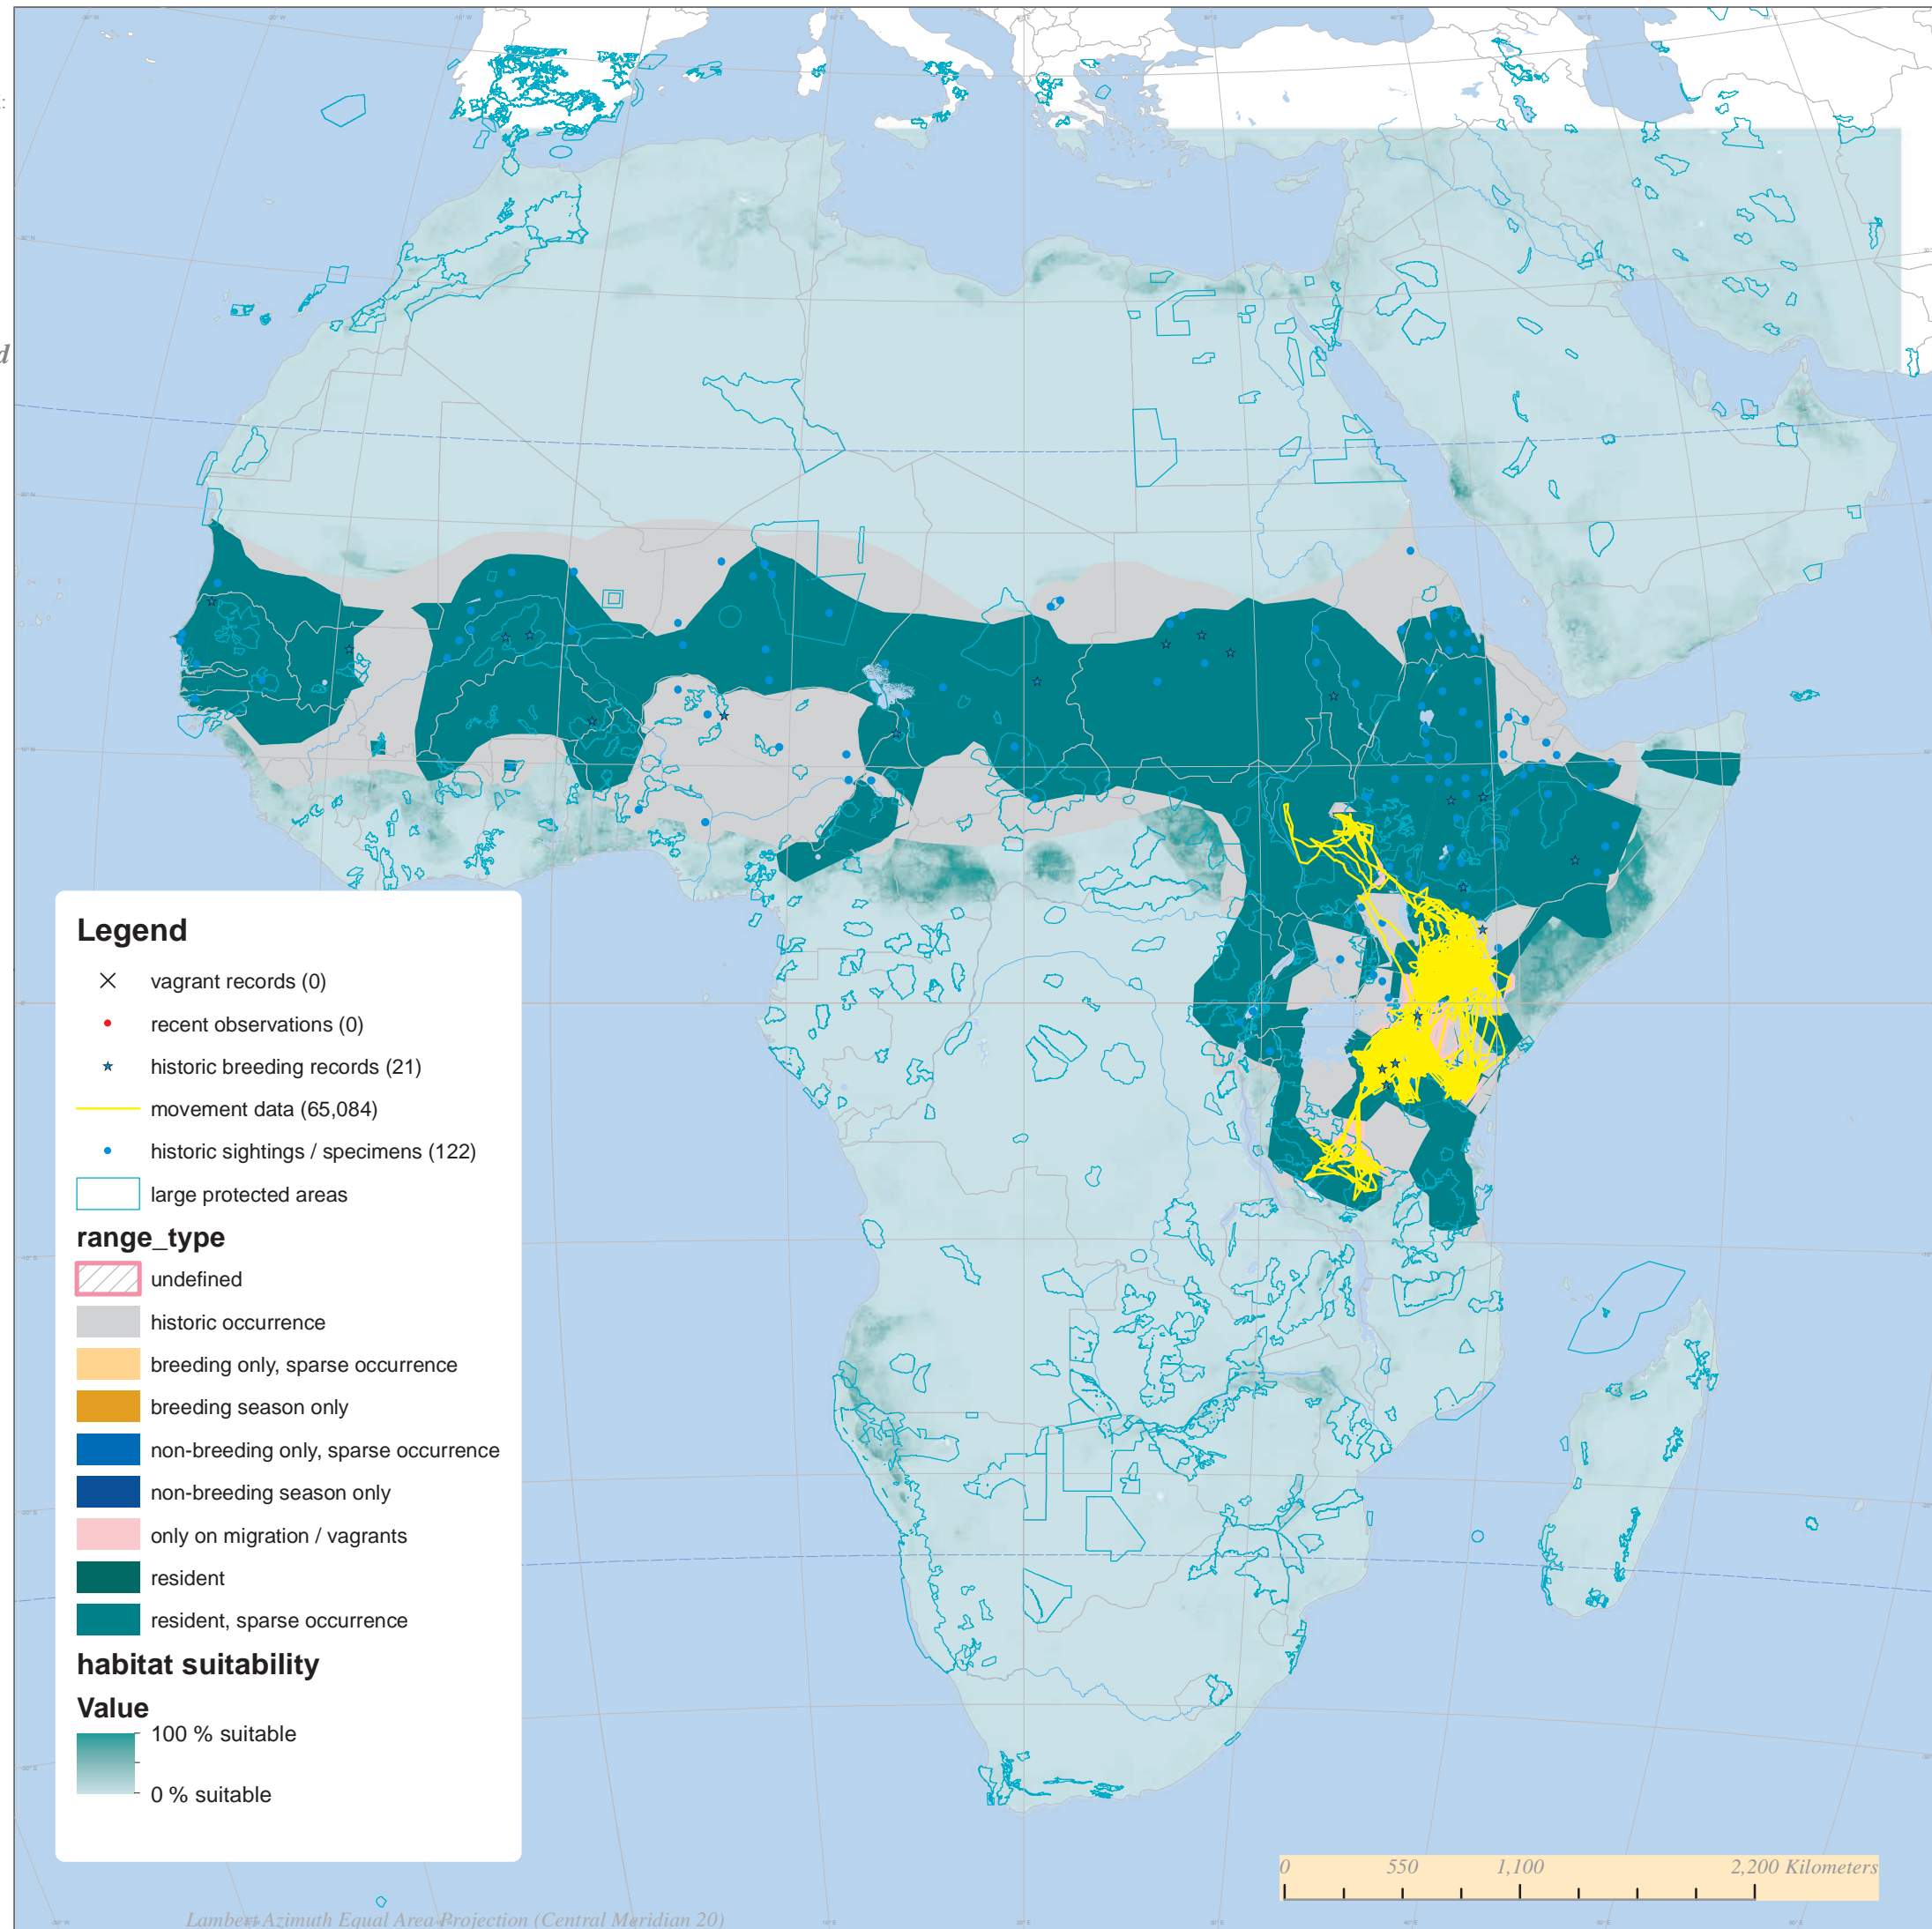 Legend
vagrant records (0)
recent observations (0)
historic breeding records (21)
movement data (65,084)
historic sightings / specimens (122)
large protected areas
range_type
undefined
historic occurrence
breeding only, sparse occurrence
breeding season only
non-breeding only, sparse occurrence
non-breeding season only
only on migration / vagrants
resident
resident, sparse occurrence
habitat suitability
Value
100 % suitable
0 % suitable
0 550 1,100 2,200 Kilometers
Lambert Azimuth Equal Area Projection (Central Meridian 20)